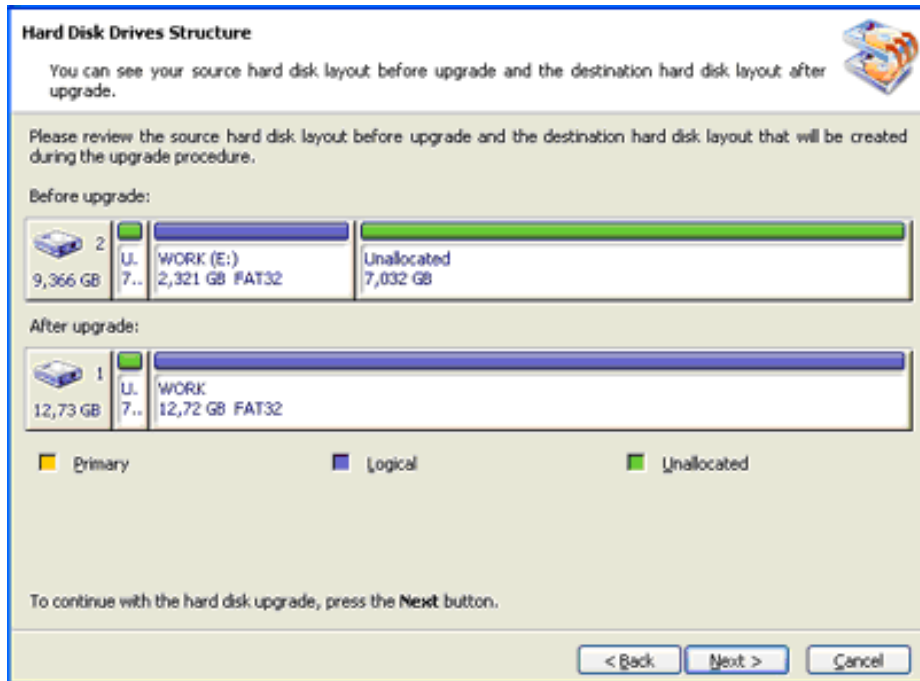 Hard Disk Drives Structure
You can see your source hard disk layout before upgrade and the destination hard disk layout after
upgrade.
Please review the source hard disk layout before upgrade and the destination hard disk layout that will be created
during the upgrade procedure.
Before upgrade:
2
9,366 GB
U.
7..
WORK (E:)
2,321 GB FAT32
Unallocated
7,032 GB
After upgrade:
1
12,73 GB
U.
7..
WORK
12,72 GB FAT32
Primary
Logical
Unallocated
To continue with the hard disk upgrade, press the Next button.
< Back
Next >
Cancel